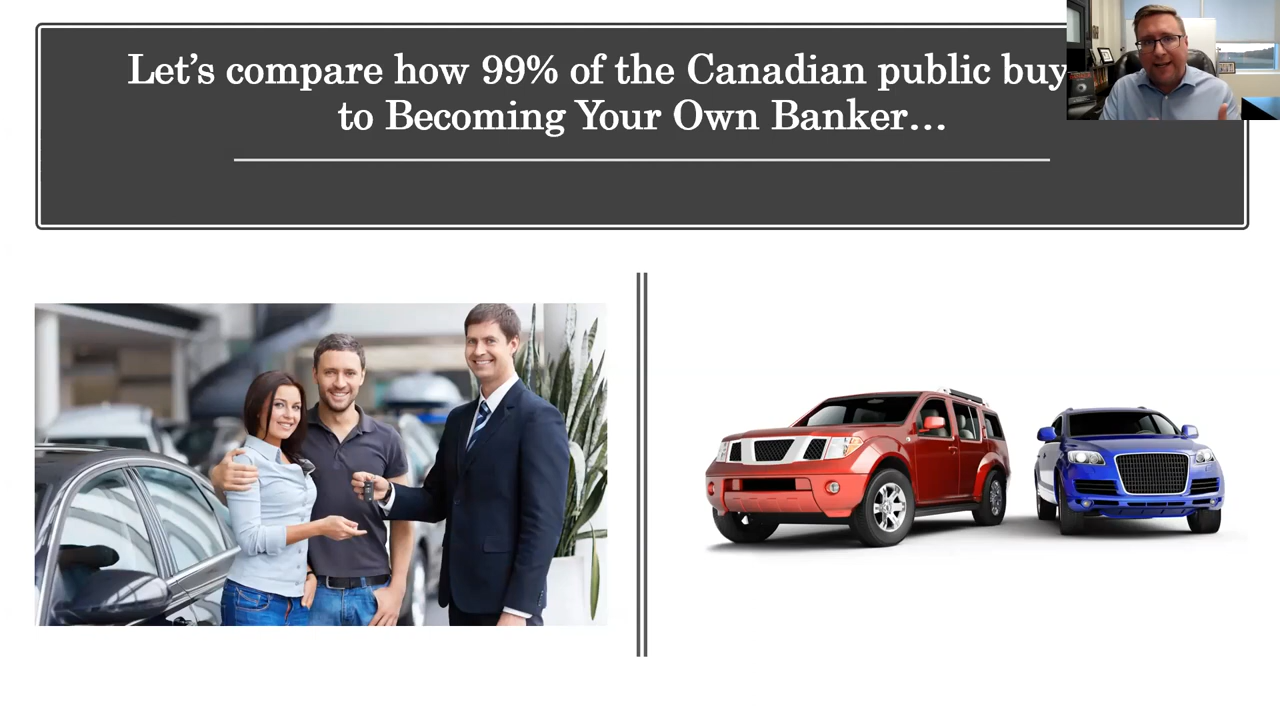 Let’s compare how 99% of the Canadian public buy
to Becoming Your Own Banker…